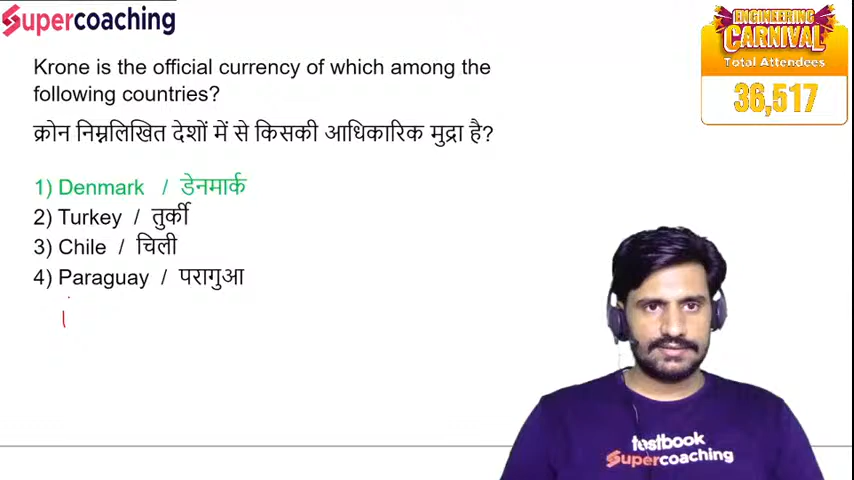 Supercoaching
ENGINEERING
CARNIVAL
Total Attendees
36,517
Krone is the official currency of which among the
following countries?
क्रोन निम्नलिखित देशों में से किसकी आधिकारिक मुद्रा है?
1) Denmark / डेनमार्क
2) Turkey / तुर्की
3) Chile / चिली
4) Paraguay / परागुआ
testbook
Supercoaching